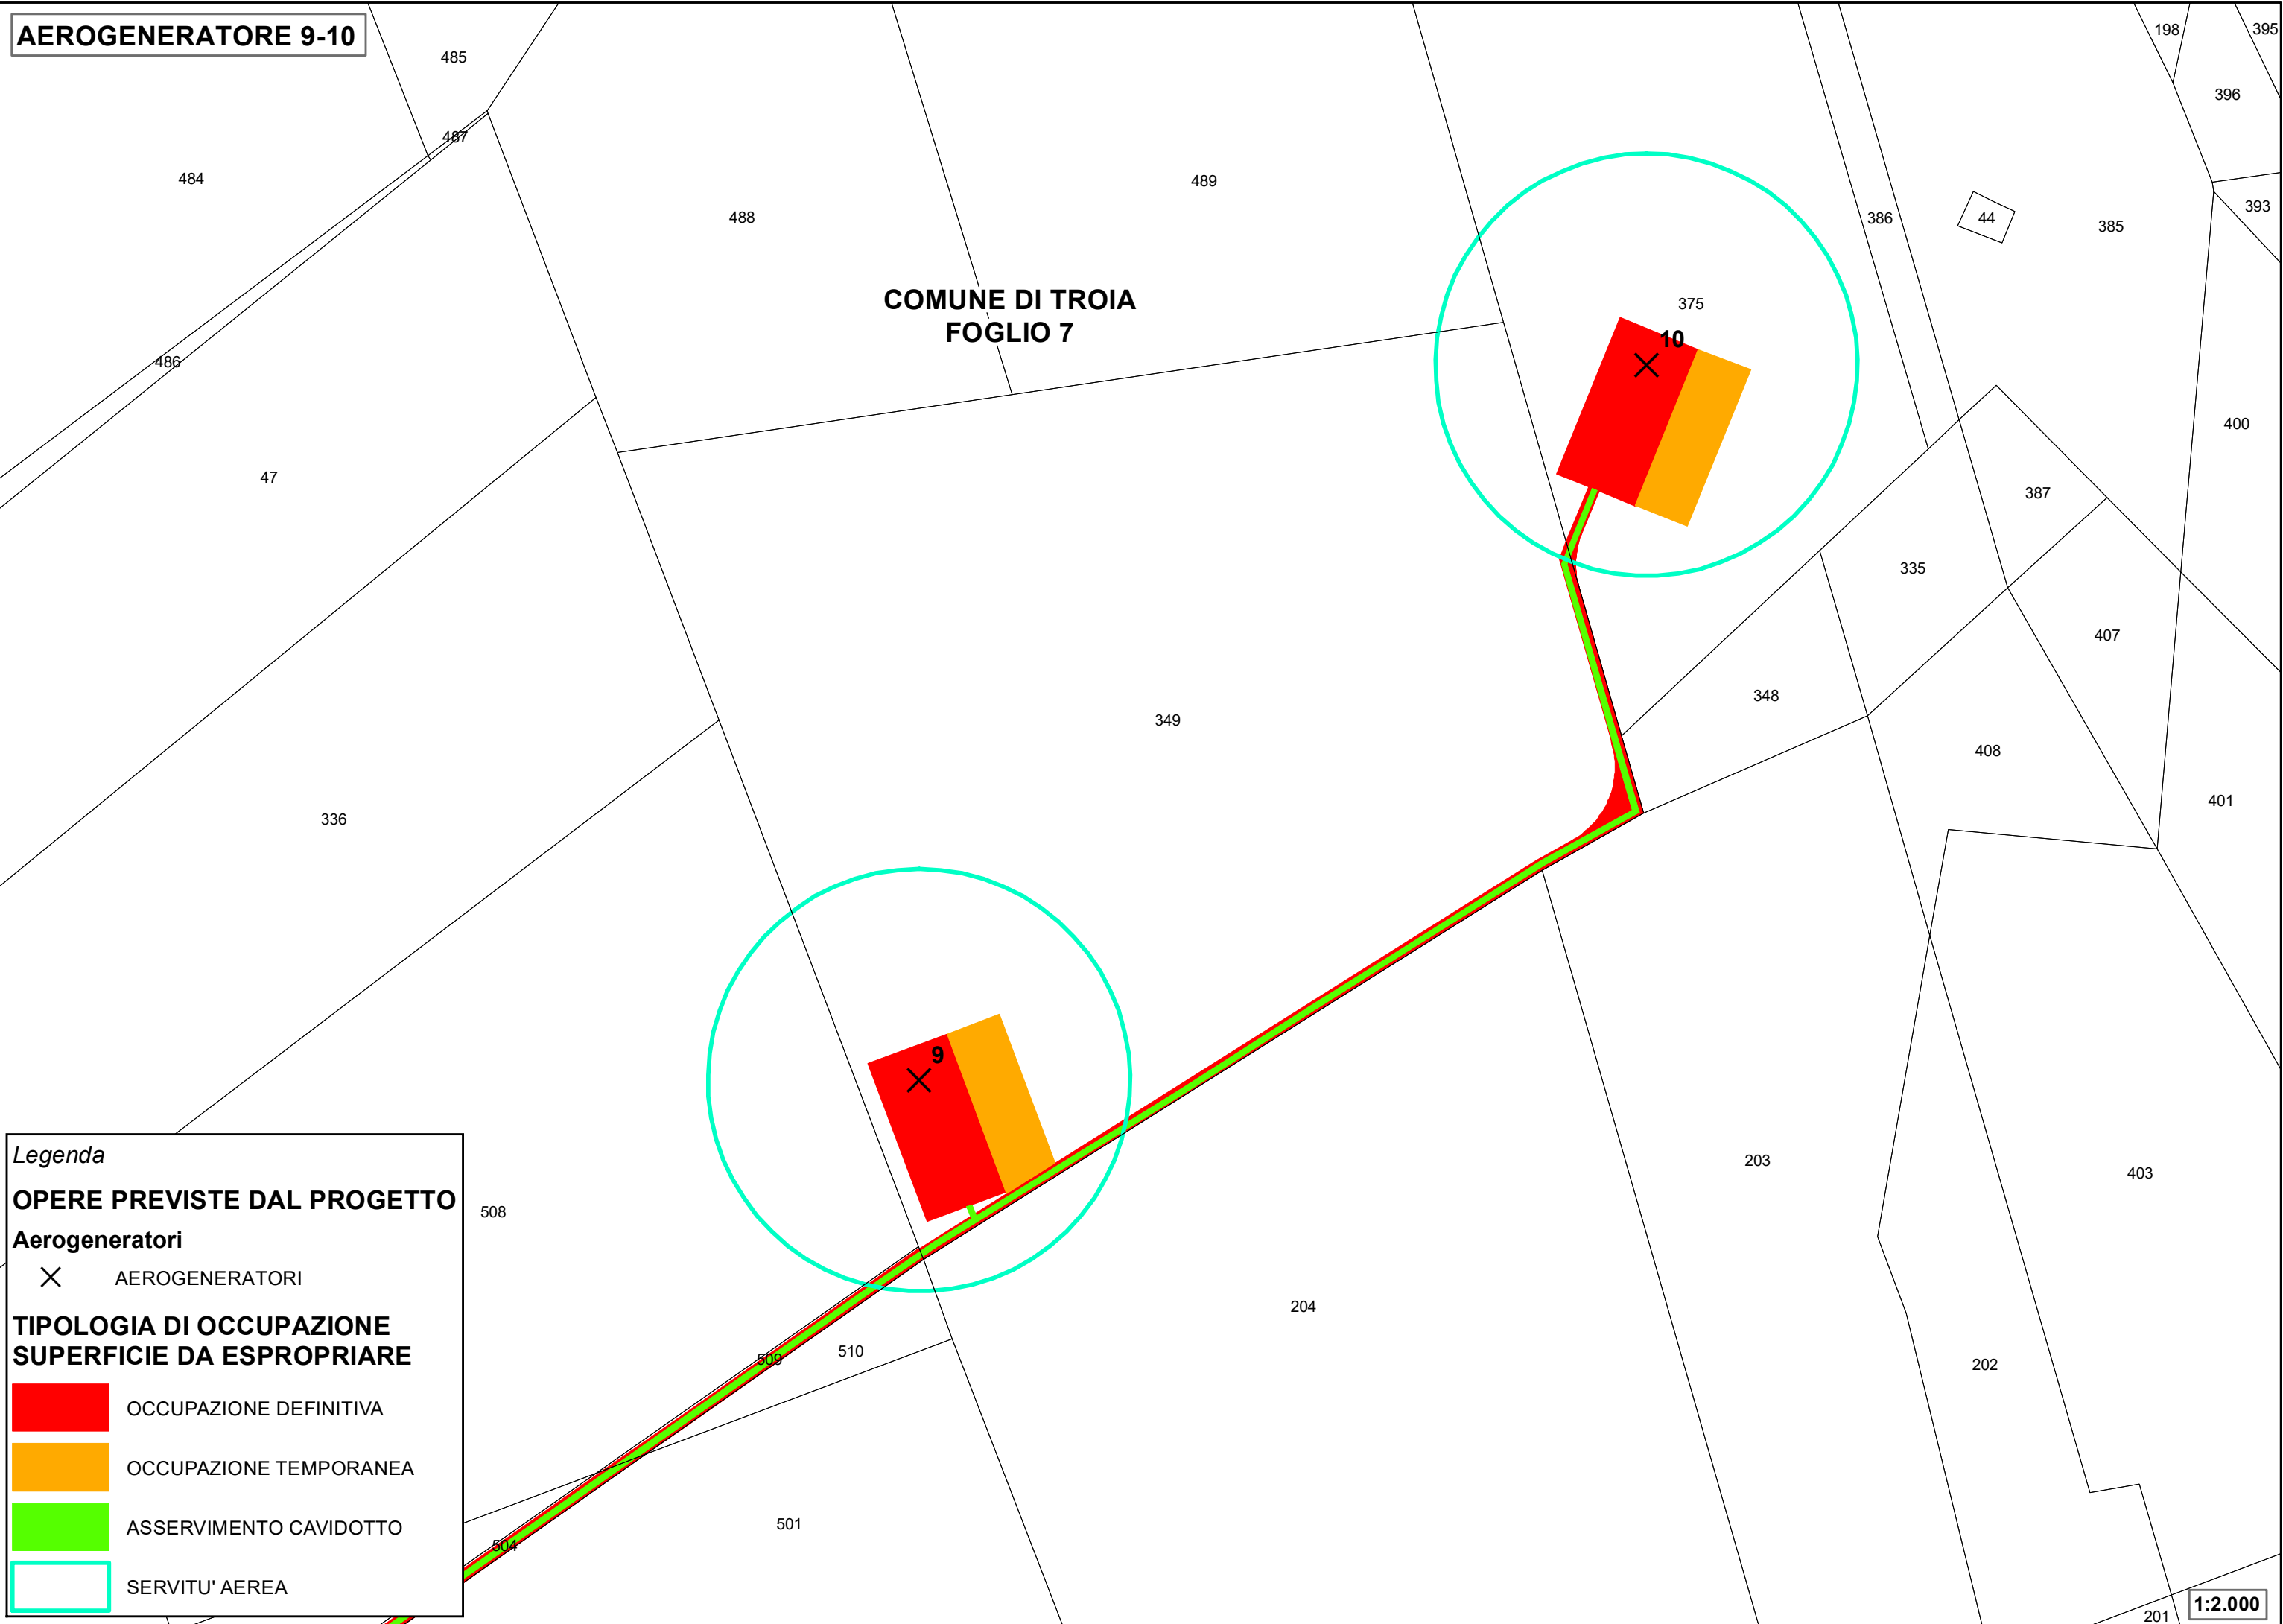 AEROGENERATORE 9-10
485
198
395
396
487
484
489
488
386
44
385
393
COMUNE DI TROIA
FOGLIO 7
375
10
486
400
47
387
335
407
348
349
408
401
336
9
203
403
508
204
510
509
202
501
504
201
Legenda
OPERE PREVISTE DAL PROGETTO
Aerogeneratori
AEROGENERATORI
TIPOLOGIA DI OCCUPAZIONE
SUPERFICIE DA ESPROPRIARE
OCCUPAZIONE DEFINITIVA
OCCUPAZIONE TEMPORANEA
ASSERVIMENTO CAVIDOTTO
SERVITU' AEREA
1:2.000